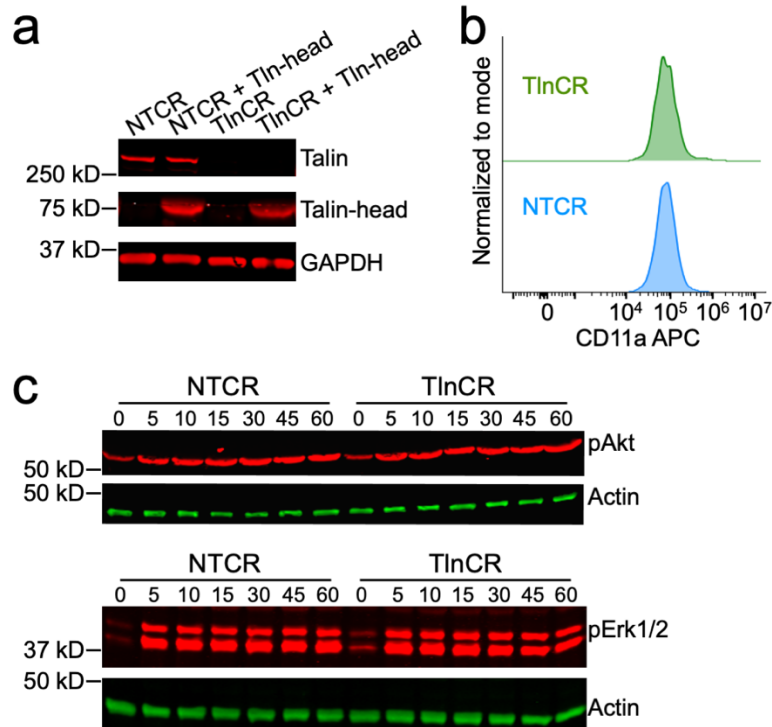 a
NTCR
NTCR + Tln-head
TlnCR
TlnCR + Tln-head
Talin
250 kD
75 kD
Talin-head
37 kD
GAPDH
b
Normalized to mode
TlnCR
NTCR
0 10⁴ 10⁵ 10⁶ 10⁷
CD11a APC
c
NTCR TlnCR
0 5 10 15 30 45 60 0 5 10 15 30 45 60
pAkt
50 kD
50 kD
Actin
NTCR TlnCR
0 5 10 15 30 45 60 0 5 10 15 30 45 60
pErk1/2
37 kD
50 kD
Actin